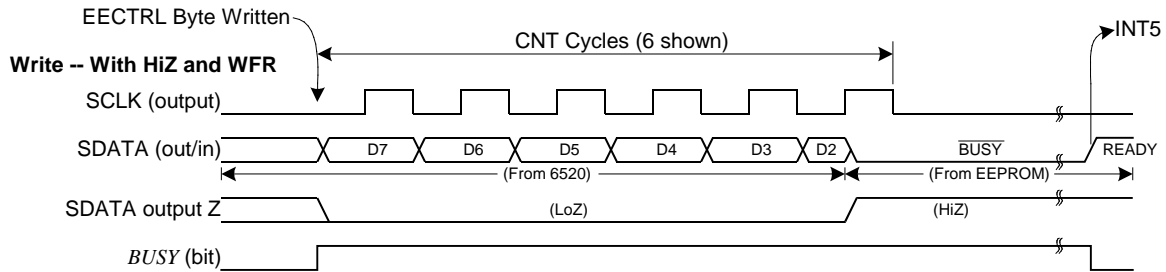 EECTRL Byte Written
INT5
CNT Cycles (6 shown)
Write -- With HiZ and WFR
SCLK (output)
SDATA (out/in) D7 D6 D5 D4 D3 D2 BUSY READY
(From 6520) (From EEPROM)
SDATA output Z (LoZ) (HiZ)
BUSY (bit)